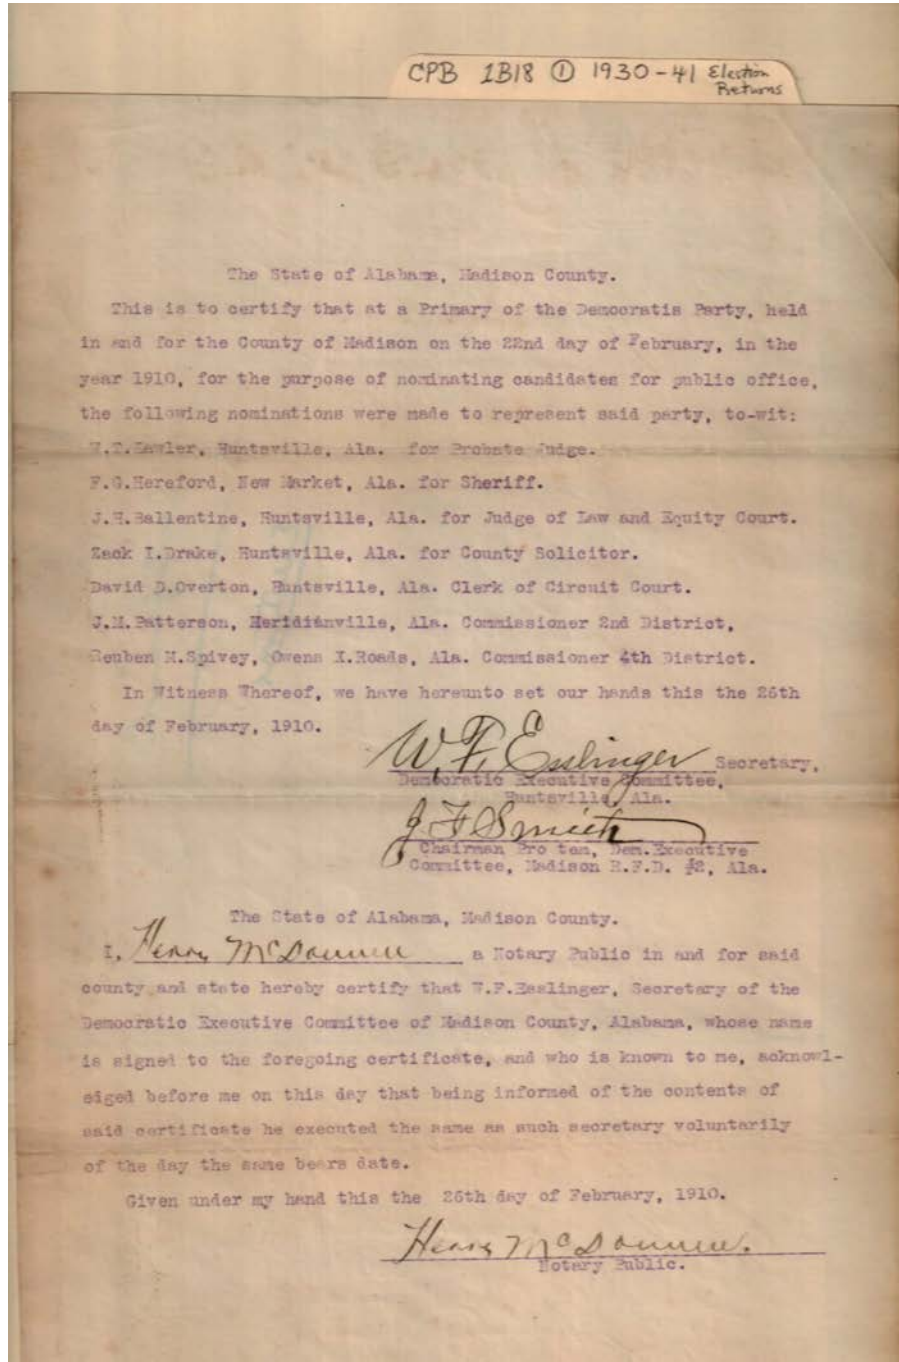 CPB 1B18 ① 1930-41 Election
Returns
The State of Alabama, Madison County.
This is to certify that at a Primary of the Democratis Party, held
in and for the County of Madison on the 22nd day of February, in the
year 1910, for the purpose of nominating candidates for public office,
the following nominations were made to represent said party, to-wit:
W.T.Lawler, Huntsville, Ala. for Probate Judge.
F.G.Hereford, New Market, Ala. for Sheriff.
J.H.Ballentine, Huntsville, Ala. for Judge of Law and Equity Court.
Zack I.Drake, Huntsville, Ala. for County Solicitor.
David D.Overton, Huntsville, Ala. Clerk of Circuit Court.
J.M.Patterson, Meridianville, Ala. Commissioner 2nd District,
Reuben M.Spivey, Owens X.Roads, Ala. Commissioner 4th District.
In Witness Whereof, we have hereunto set our hands this the 26th
day of February, 1910.
W. F. Esslinger Secretary,
Democratic Executive Committee,
Huntsville, Ala.
J F Smith
Chairman Pro tem, Dem.Executive
Committee, Madison R.F.D. #2, Ala.
The State of Alabama, Madison County.
I, Henry McDonnell a Notary Public in and for said
county and state hereby certify that W.F.Esslinger, Secretary of the
Democratic Executive Committee of Madison County, Alabama, whose name
is signed to the foregoing certificate, and who is known to me, acknowl-
edged before me on this day that being informed of the contents of
said certificate he executed the same as such secretary voluntarily
of the day the same bears date.
Given under my hand this the 26th day of February, 1910.
Henry McDonnell.
Notary Public.